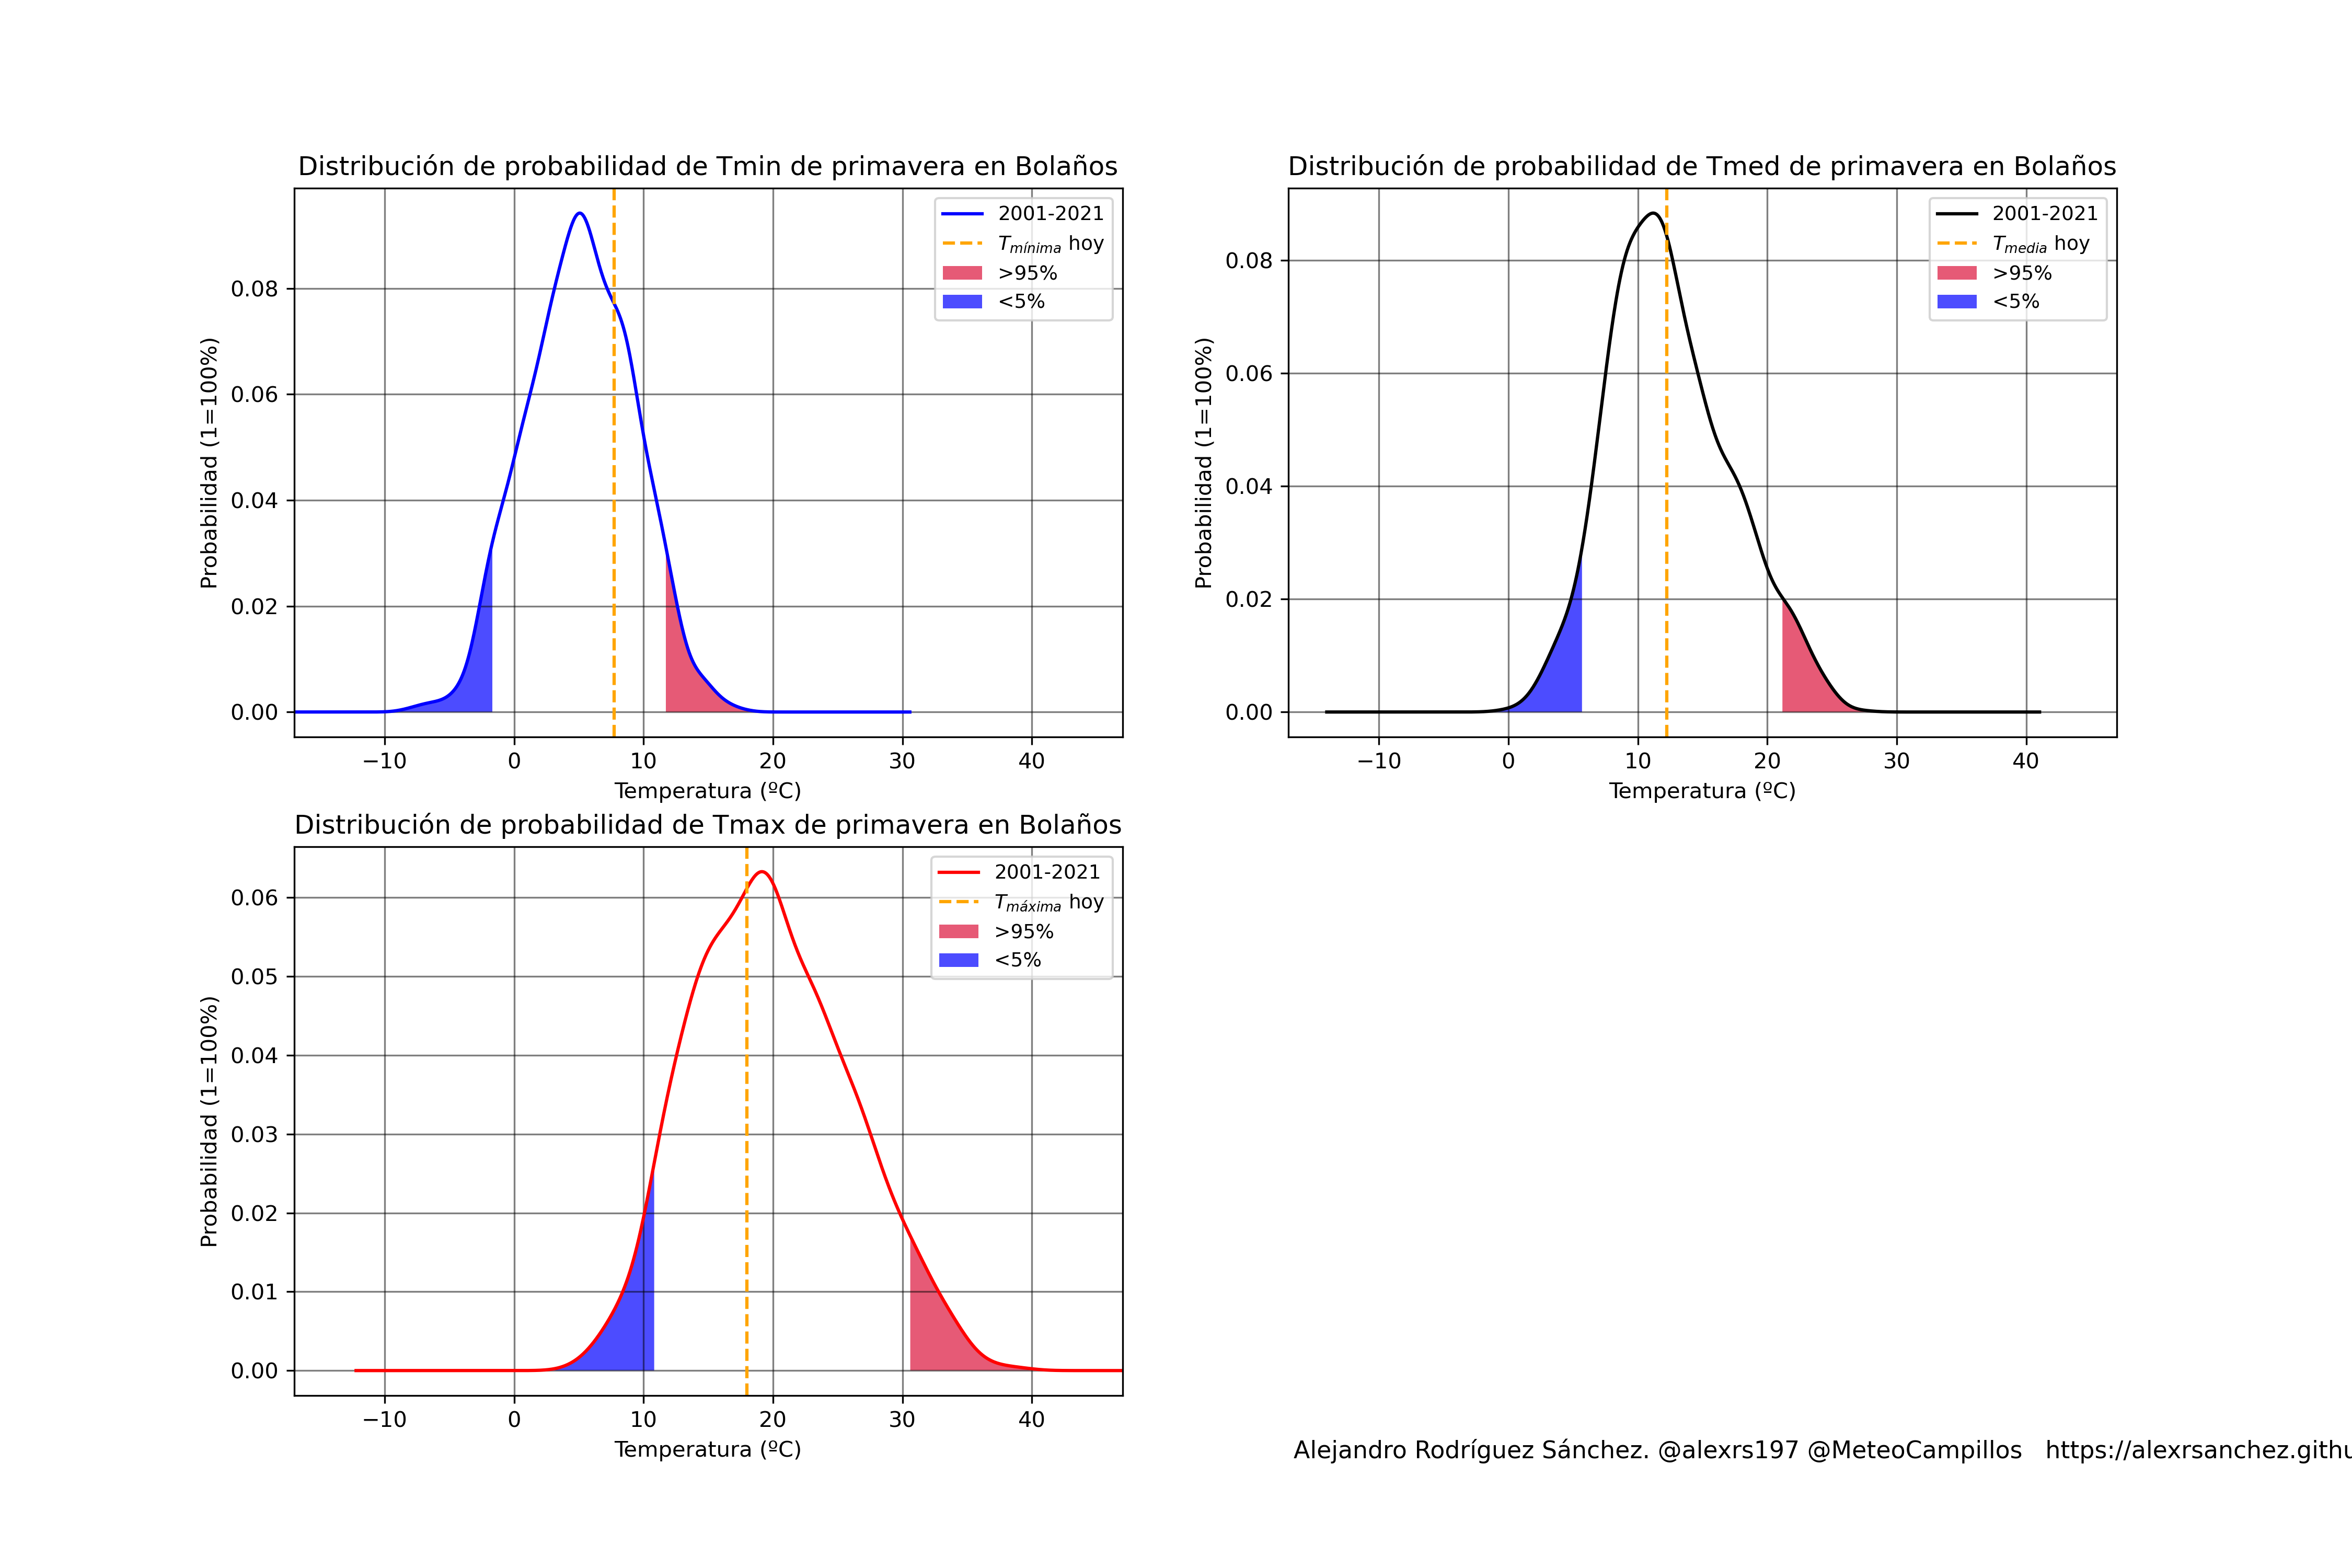 Distribución de probabilidad de Tmin de primavera en Bolaños
2001-2021
Tmínima hoy
>95%
<5%
0.08
0.06
0.04
0.02
0.00
Probabilidad (1=100%)
−10 0 10 20 30 40
Temperatura (ºC)
Distribución de probabilidad de Tmed de primavera en Bolaños
2001-2021
Tmedia hoy
>95%
<5%
0.08
0.06
0.04
0.02
0.00
Probabilidad (1=100%)
−10 0 10 20 30 40
Temperatura (ºC)
Distribución de probabilidad de Tmax de primavera en Bolaños
2001-2021
Tmáxima hoy
>95%
<5%
0.06
0.05
0.04
0.03
0.02
0.01
0.00
Probabilidad (1=100%)
−10 0 10 20 30 40
Temperatura (ºC)
Alejandro Rodríguez Sánchez. @alexrs197 @MeteoCampillos https://alexrsanchez.githu